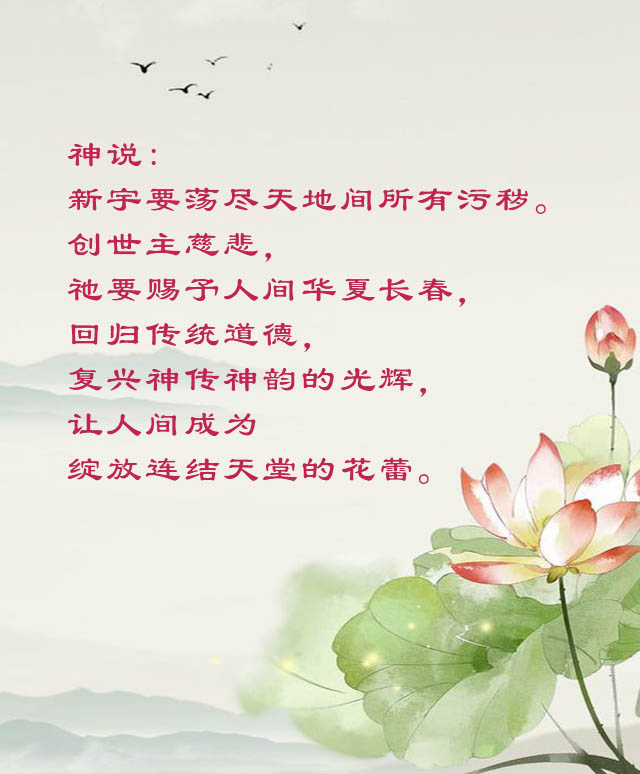 神说：
新宇要荡尽天地间所有污秽。
创世主慈悲，
祂要赐予人间华夏长春，
回归传统道德，
复兴神传神韵的光辉，
让人间成为
绽放连结天堂的花蕾。